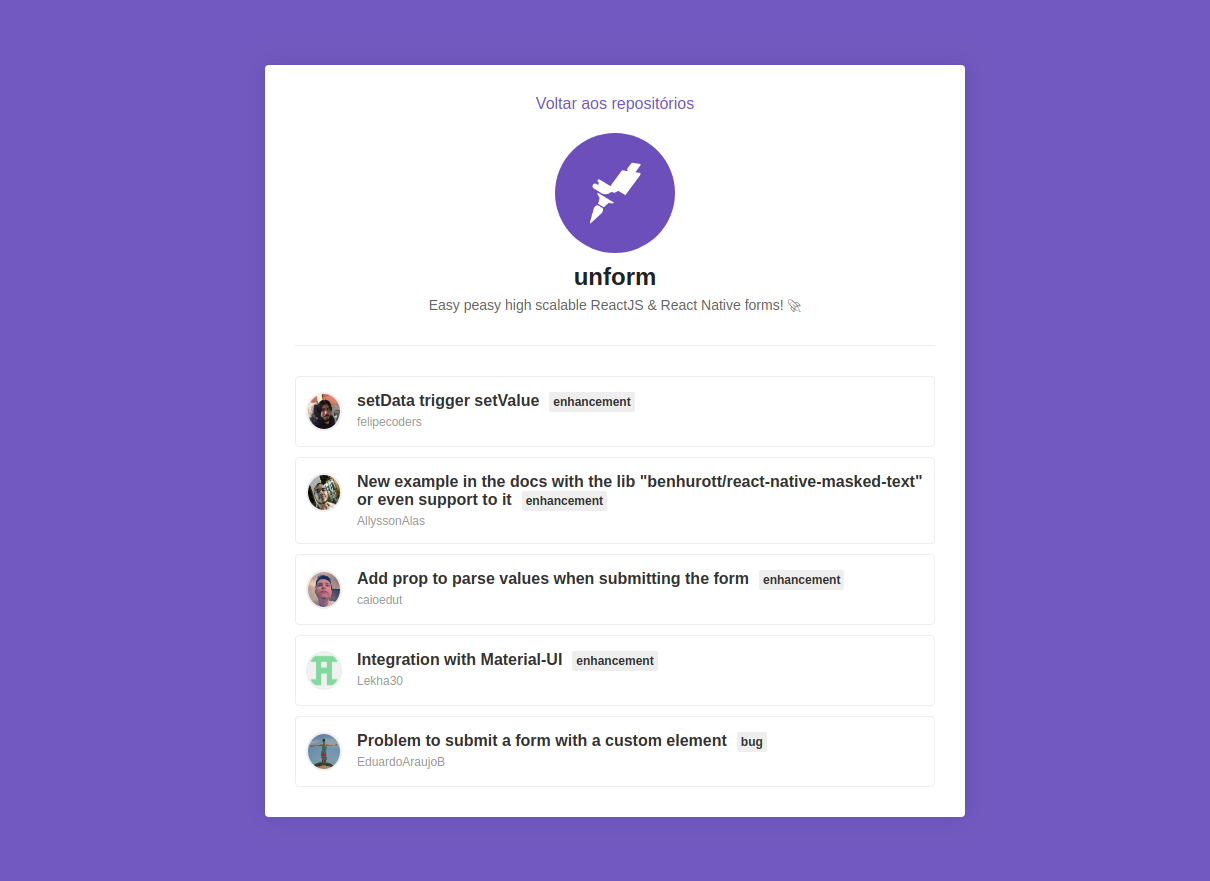 Voltar aos repositórios
unform
Easy peasy high scalable ReactJS & React Native forms! 🚀
setData trigger setValue enhancement
felipecoders
New example in the docs with the lib "benhurott/react-native-masked-text"
or even support to it enhancement
AllyssonAlas
Add prop to parse values when submitting the form enhancement
caioedut
Integration with Material-UI enhancement
Lekha30
Problem to submit a form with a custom element bug
EduardoAraujoB